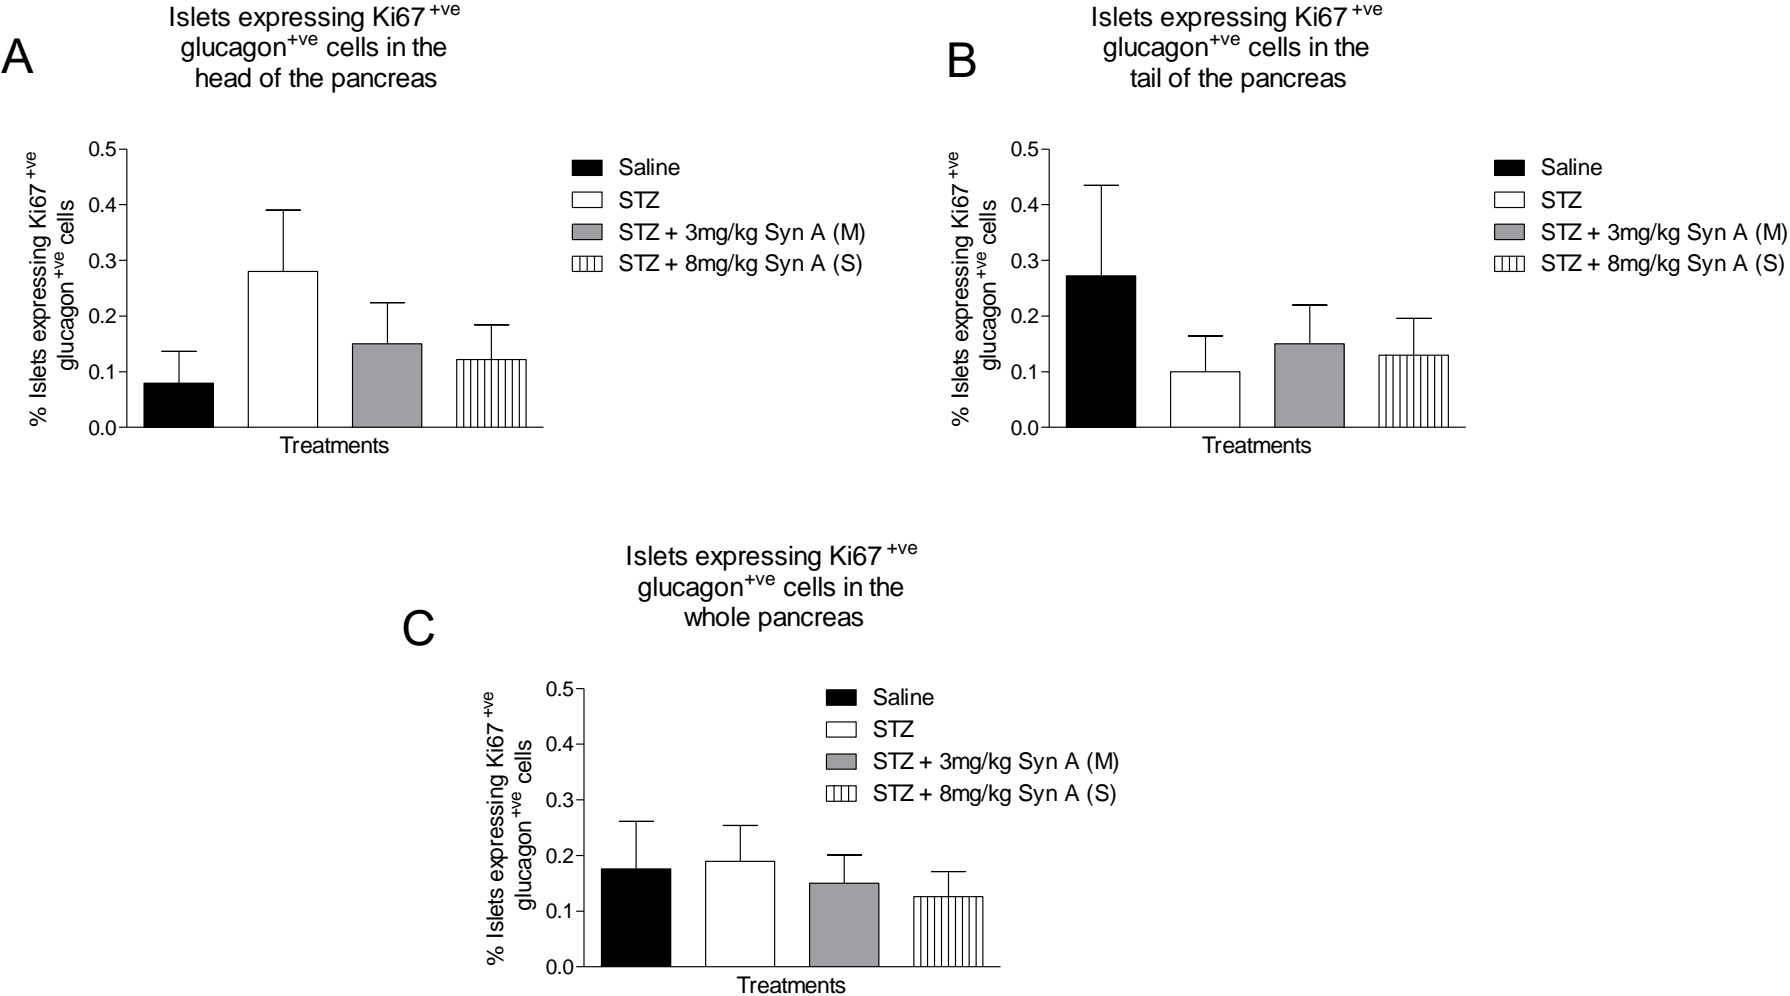 A
Islets expressing Ki67 +ve
glucagon+ve cells in the
head of the pancreas
% Islets expressing Ki67 +ve
glucagon+ve cells
0.5
0.4
0.3
0.2
0.1
0.0
Treatments
Saline
STZ
STZ + 3mg/kg Syn A (M)
STZ + 8mg/kg Syn A (S)
B
Islets expressing Ki67 +ve
glucagon+ve cells in the
tail of the pancreas
% Islets expressing Ki67 +ve
glucagon+ve cells
0.5
0.4
0.3
0.2
0.1
0.0
Treatments
Saline
STZ
STZ + 3mg/kg Syn A (M)
STZ + 8mg/kg Syn A (S)
C
Islets expressing Ki67 +ve
glucagon+ve cells in the
whole pancreas
% Islets expressing Ki67 +ve
glucagon+ve cells
0.5
0.4
0.3
0.2
0.1
0.0
Treatments
Saline
STZ
STZ + 3mg/kg Syn A (M)
STZ + 8mg/kg Syn A (S)